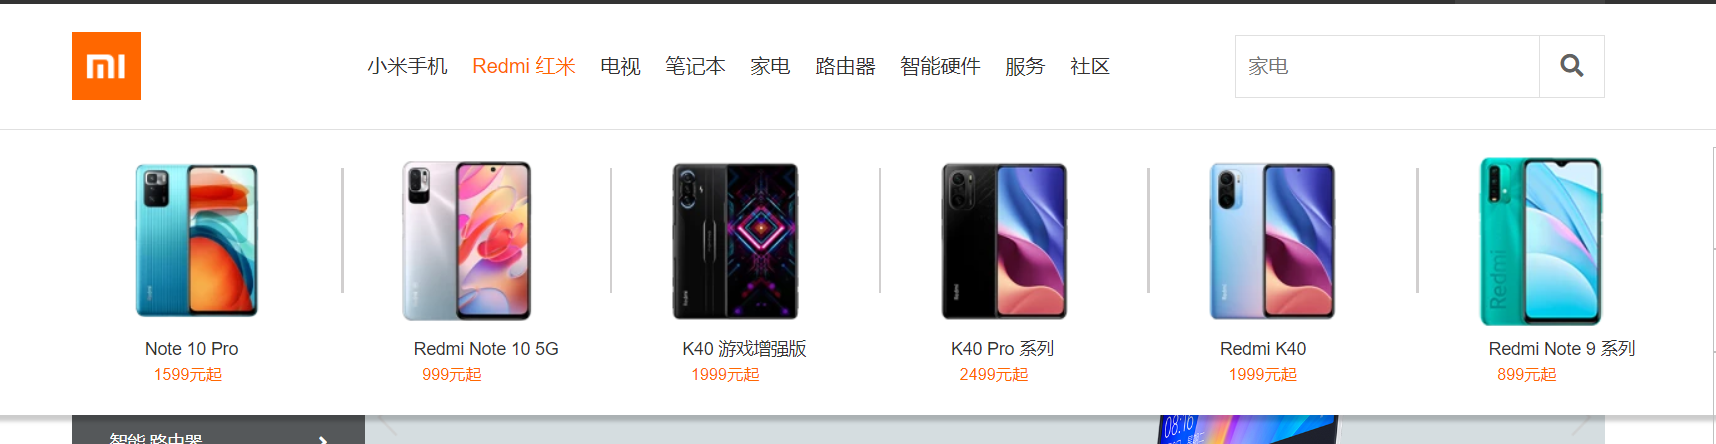 小米手机 Redmi 红米 电视 笔记本 家电 路由器 智能硬件 服务 社区
家电
Redmi
Note 10 Pro
1599元起
Redmi Note 10 5G
999元起
K40 游戏增强版
1999元起
K40 Pro 系列
2499元起
Redmi K40
1999元起
Redmi Note 9 系列
899元起
智能 路由器
08:16